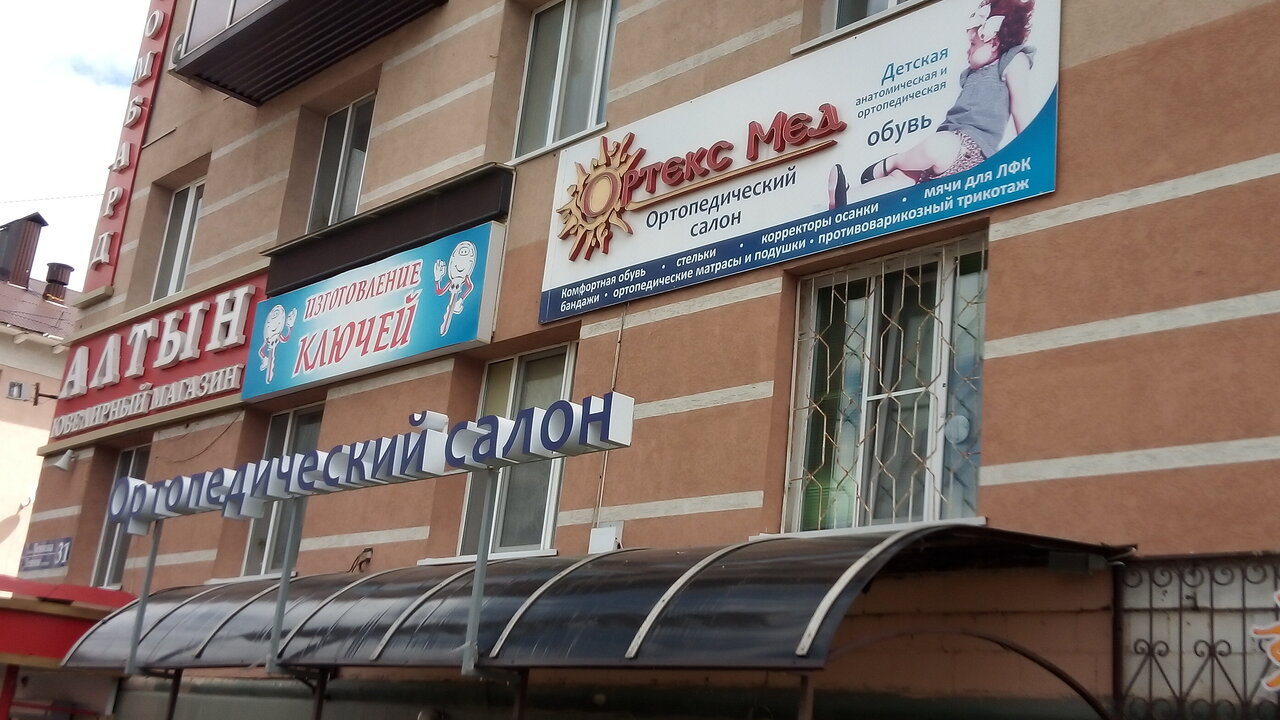 ЛОМБАРД
АЛТЫН
ЮВЕЛИРНЫЙ МАГАЗИН
ИЗГОТОВЛЕНИЕ
КЛЮЧЕЙ
Ортекс Мед
Ортопедический
салон
Детская
анатомическая и
ортопедическая
обувь
Комфортная обувь • стельки • корректоры осанки • мячи для ЛФК
бандажи • ортопедические матрасы и подушки • противоварикозный трикотаж
Ортопедический салон
31